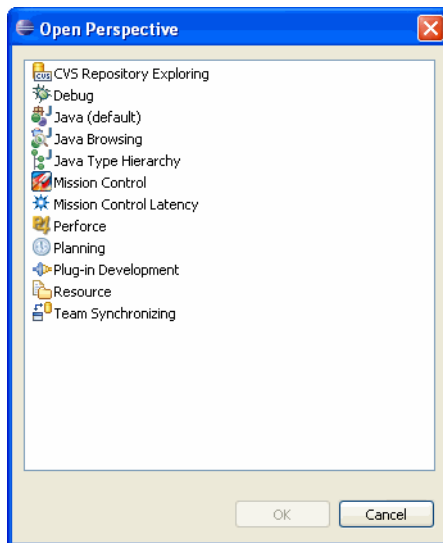 Open Perspective
CVS Repository Exploring
Debug
Java (default)
Java Browsing
Java Type Hierarchy
Mission Control
Mission Control Latency
Perforce
Planning
Plug-in Development
Resource
Team Synchronizing
OK
Cancel